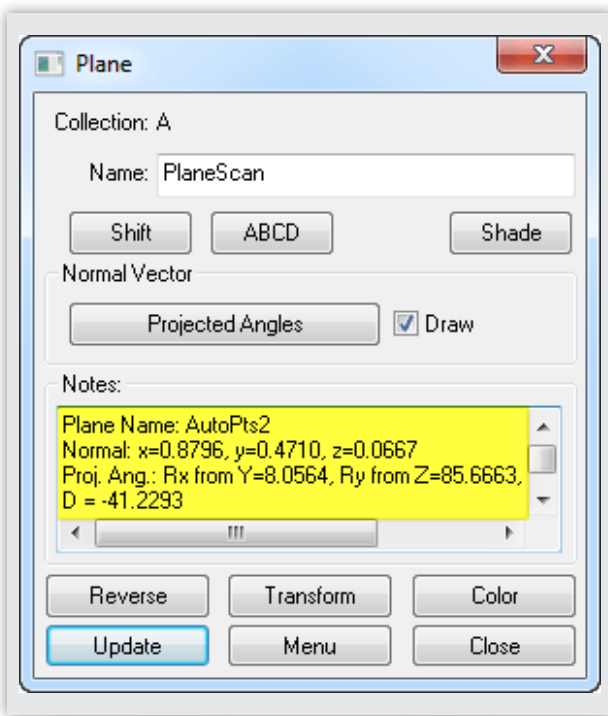 Plane
Collection: A
Name: PlaneScan
Shift ABCD Shade
Normal Vector
Projected Angles Draw
Notes:
Plane Name: AutoPts2
Normal: x=0.8796, y=0.4710, z=0.0667
Proj. Ang.: Rx from Y=8.0564, Ry from Z=85.6663,
D = -41.2293
Reverse Transform Color
Update Menu Close